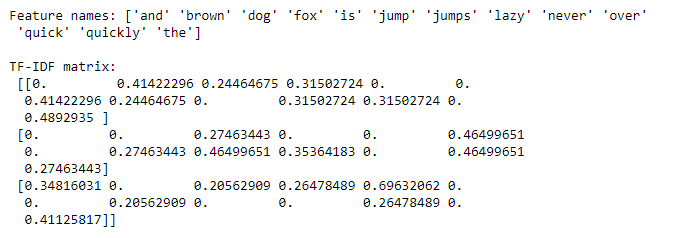 Feature names: ['and' 'brown' 'dog' 'fox' 'is' 'jump' 'jumps' 'lazy' 'never' 'over'
 'quick' 'quickly' 'the']

TF-IDF matrix:
 [[0.         0.41422296 0.24464675 0.31502724 0.         0.
  0.41422296 0.24464675 0.         0.31502724 0.31502724 0.
  0.4892935 ]
 [0.         0.         0.27463443 0.         0.         0.46499651
  0.         0.27463443 0.46499651 0.35364183 0.         0.46499651
  0.27463443]
 [0.34816031 0.         0.20562909 0.26478489 0.69632062 0.
  0.         0.20562909 0.         0.         0.26478489 0.
  0.41125817]]